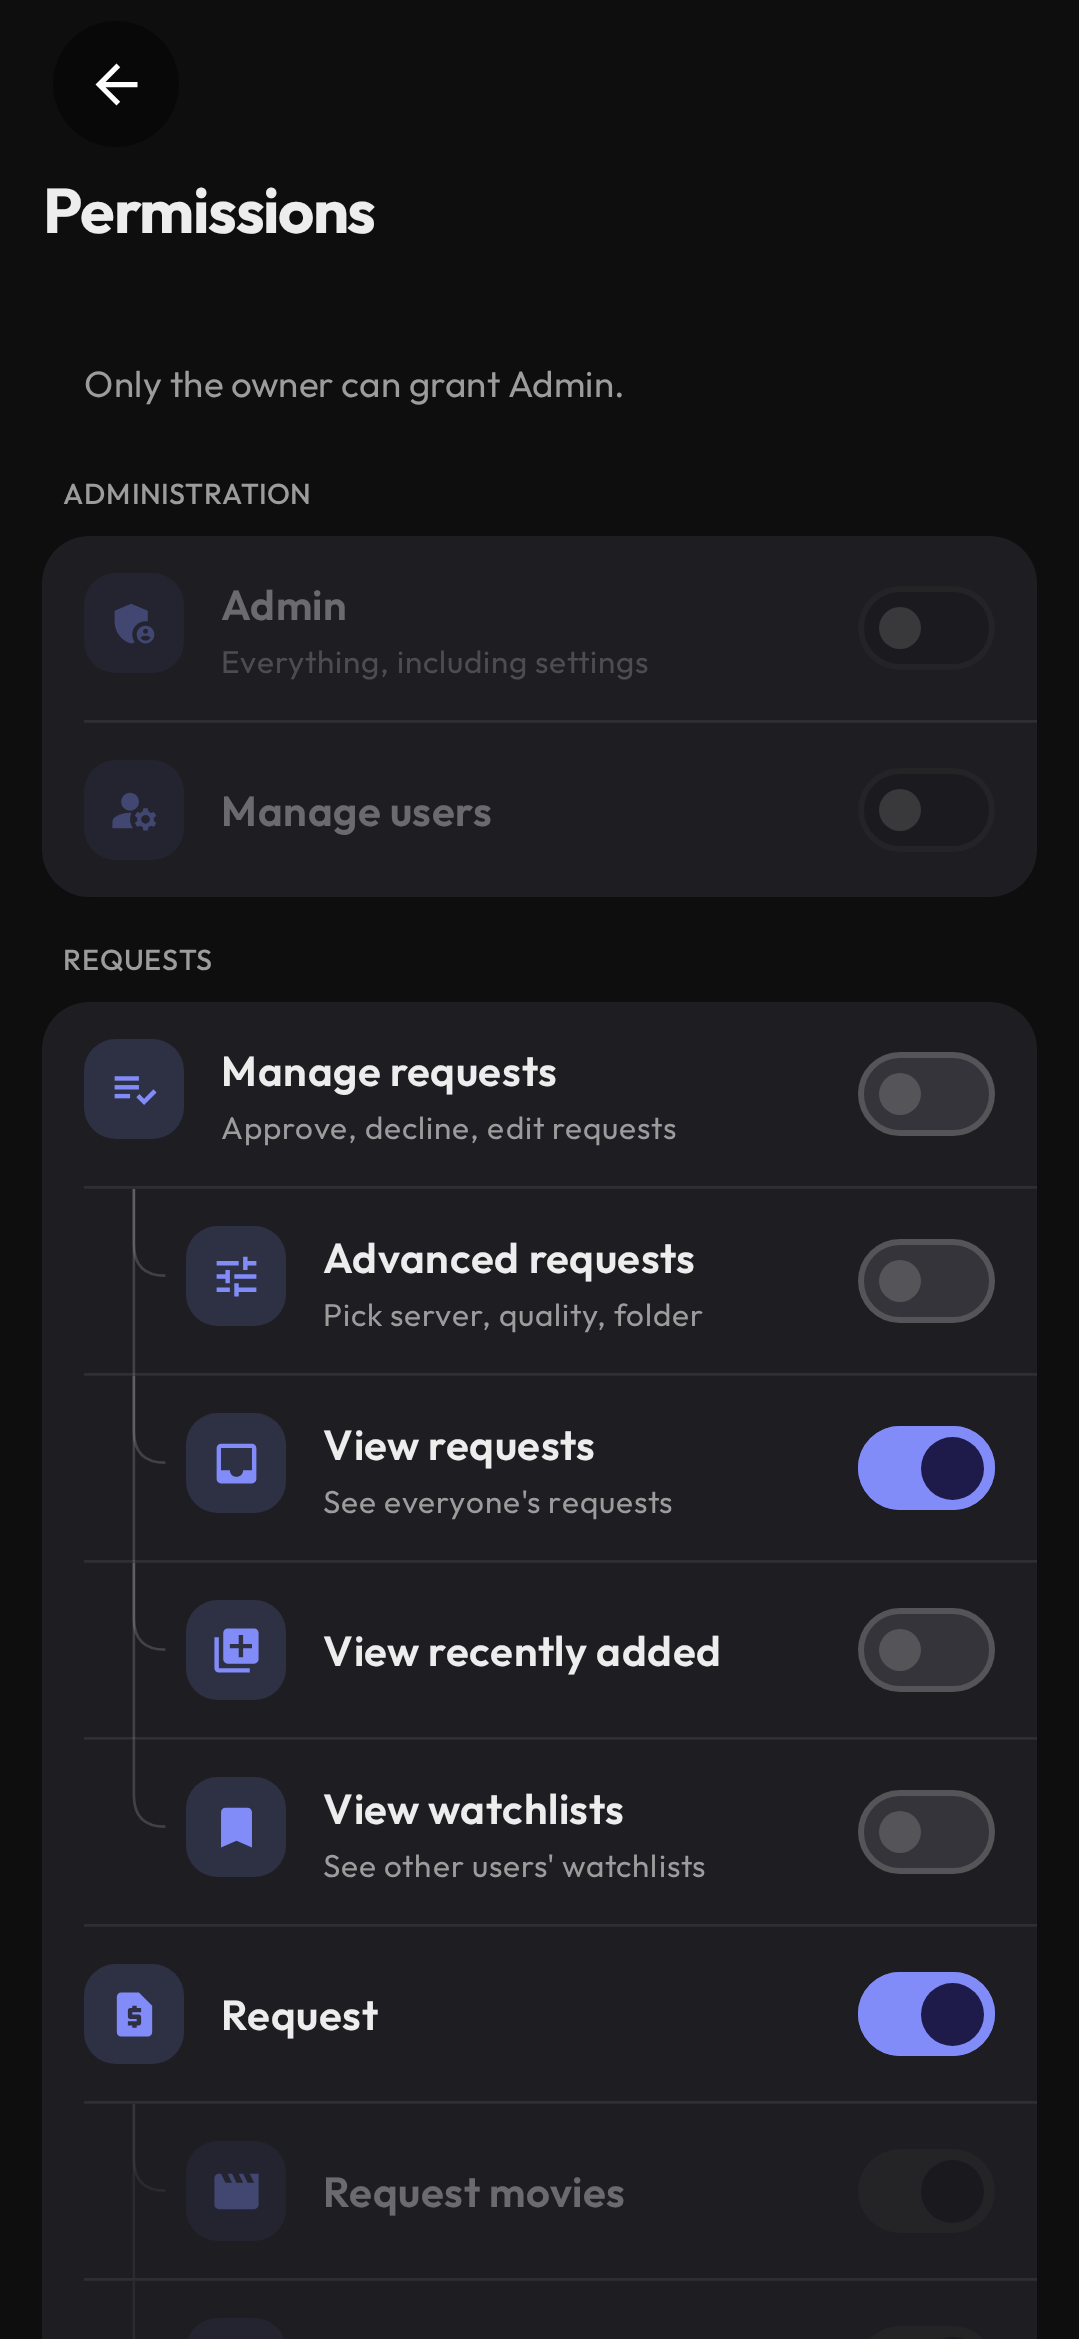 Permissions
Only the owner can grant Admin.
ADMINISTRATION
Admin
Everything, including settings
Manage users
REQUESTS
Manage requests
Approve, decline, edit requests
Advanced requests
Pick server, quality, folder
View requests
See everyone's requests
View recently added
View watchlists
See other users' watchlists
Request
Request movies